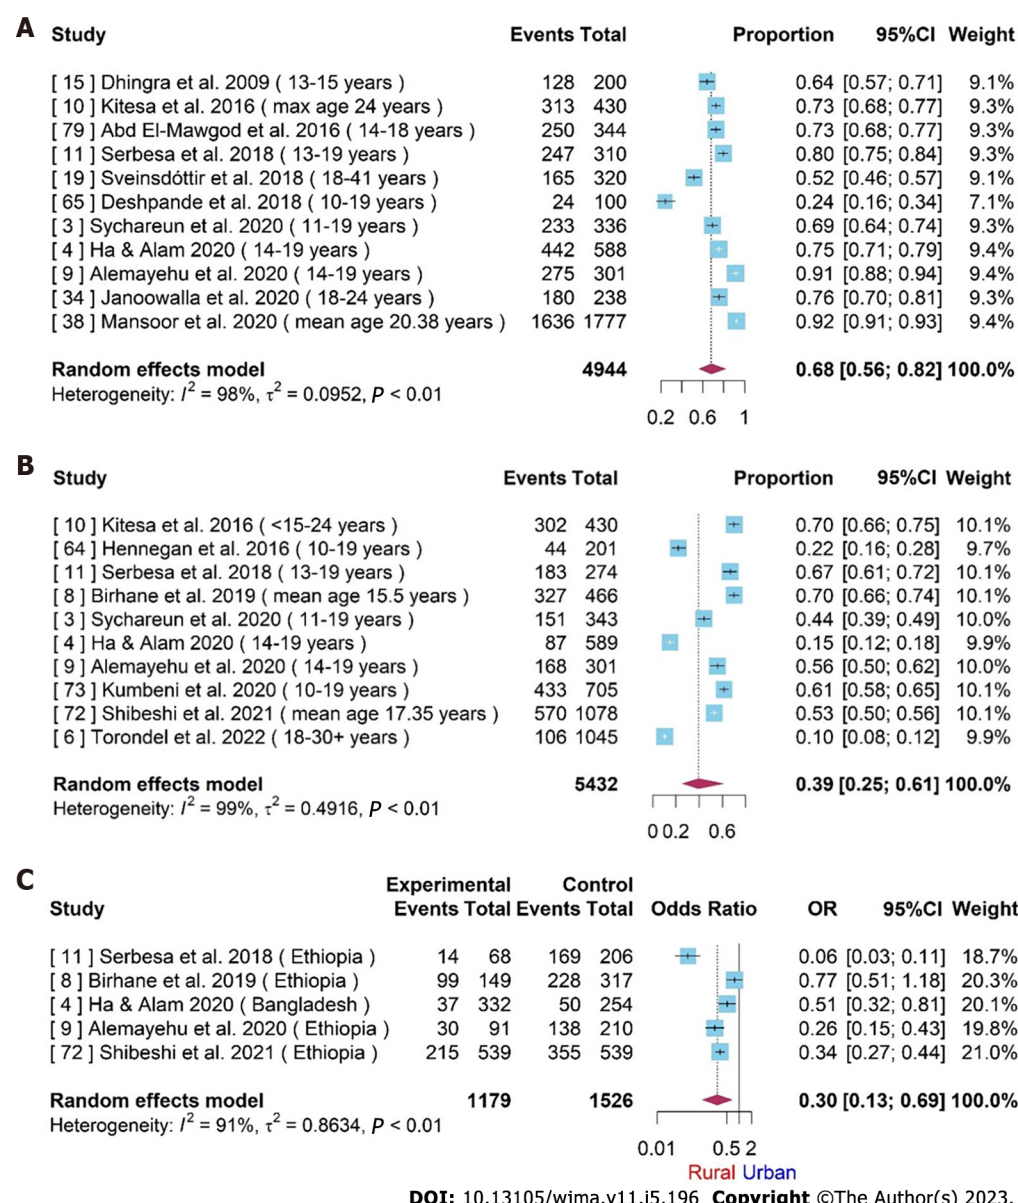 A
Study Events Total Proportion 95%CI Weight
[ 15 ] Dhingra et al. 2009 ( 13-15 years ) 128 200 0.64 [0.57; 0.71] 9.1%
[ 10 ] Kitesa et al. 2016 ( max age 24 years ) 313 430 0.73 [0.68; 0.77] 9.3%
[ 79 ] Abd El-Mawgod et al. 2016 ( 14-18 years ) 250 344 0.73 [0.68; 0.77] 9.3%
[ 11 ] Serbesa et al. 2018 ( 13-19 years ) 247 310 0.80 [0.75; 0.84] 9.3%
[ 19 ] Sveinsdóttir et al. 2018 ( 18-41 years ) 165 320 0.52 [0.46; 0.57] 9.1%
[ 65 ] Deshpande et al. 2018 ( 10-19 years ) 24 100 0.24 [0.16; 0.34] 7.1%
[ 3 ] Sychareun et al. 2020 ( 11-19 years ) 233 336 0.69 [0.64; 0.74] 9.3%
[ 4 ] Ha & Alam 2020 ( 14-19 years ) 442 588 0.75 [0.71; 0.79] 9.4%
[ 9 ] Alemayehu et al. 2020 ( 14-19 years ) 275 301 0.91 [0.88; 0.94] 9.4%
[ 34 ] Janoowalla et al. 2020 ( 18-24 years ) 180 238 0.76 [0.70; 0.81] 9.3%
[ 38 ] Mansoor et al. 2020 ( mean age 20.38 years ) 1636 1777 0.92 [0.91; 0.93] 9.4%
Random effects model 4944 0.68 [0.56; 0.82] 100.0%
Heterogeneity: I² = 98%, τ² = 0.0952, P < 0.01
0.2 0.6 1
B
Study Events Total Proportion 95%CI Weight
[ 10 ] Kitesa et al. 2016 ( <15-24 years ) 302 430 0.70 [0.66; 0.75] 10.1%
[ 64 ] Hennegan et al. 2016 ( 10-19 years ) 44 201 0.22 [0.16; 0.28] 9.7%
[ 11 ] Serbesa et al. 2018 ( 13-19 years ) 183 274 0.67 [0.61; 0.72] 10.1%
[ 8 ] Birhane et al. 2019 ( mean age 15.5 years ) 327 466 0.70 [0.66; 0.74] 10.1%
[ 3 ] Sychareun et al. 2020 ( 11-19 years ) 151 343 0.44 [0.39; 0.49] 10.0%
[ 4 ] Ha & Alam 2020 ( 14-19 years ) 87 589 0.15 [0.12; 0.18] 9.9%
[ 9 ] Alemayehu et al. 2020 ( 14-19 years ) 168 301 0.56 [0.50; 0.62] 10.0%
[ 73 ] Kumbeni et al. 2020 ( 10-19 years ) 433 705 0.61 [0.58; 0.65] 10.1%
[ 72 ] Shibeshi et al. 2021 ( mean age 17.35 years ) 570 1078 0.53 [0.50; 0.56] 10.1%
[ 6 ] Torondel et al. 2022 ( 18-30+ years ) 106 1045 0.10 [0.08; 0.12] 9.9%
Random effects model 5432 0.39 [0.25; 0.61] 100.0%
Heterogeneity: I² = 99%, τ² = 0.4916, P < 0.01
0 0.2 0.6
C
Experimental Control
Study Events Total Events Total Odds Ratio OR 95%CI Weight
[ 11 ] Serbesa et al. 2018 ( Ethiopia ) 14 68 169 206 0.06 [0.03; 0.11] 18.7%
[ 8 ] Birhane et al. 2019 ( Ethiopia ) 99 149 228 317 0.77 [0.51; 1.18] 20.3%
[ 4 ] Ha & Alam 2020 ( Bangladesh ) 37 332 50 254 0.51 [0.32; 0.81] 20.1%
[ 9 ] Alemayehu et al. 2020 ( Ethiopia ) 30 91 138 210 0.26 [0.15; 0.43] 19.8%
[ 72 ] Shibeshi et al. 2021 ( Ethiopia ) 215 539 355 539 0.34 [0.27; 0.44] 21.0%
Random effects model 1179 1526 0.30 [0.13; 0.69] 100.0%
Heterogeneity: I² = 91%, τ² = 0.8634, P < 0.01
0.01 0.5 2
Rural Urban
DOI: 10.13105/wjma.v11.i5.196 Copyright ©The Author(s) 2023.